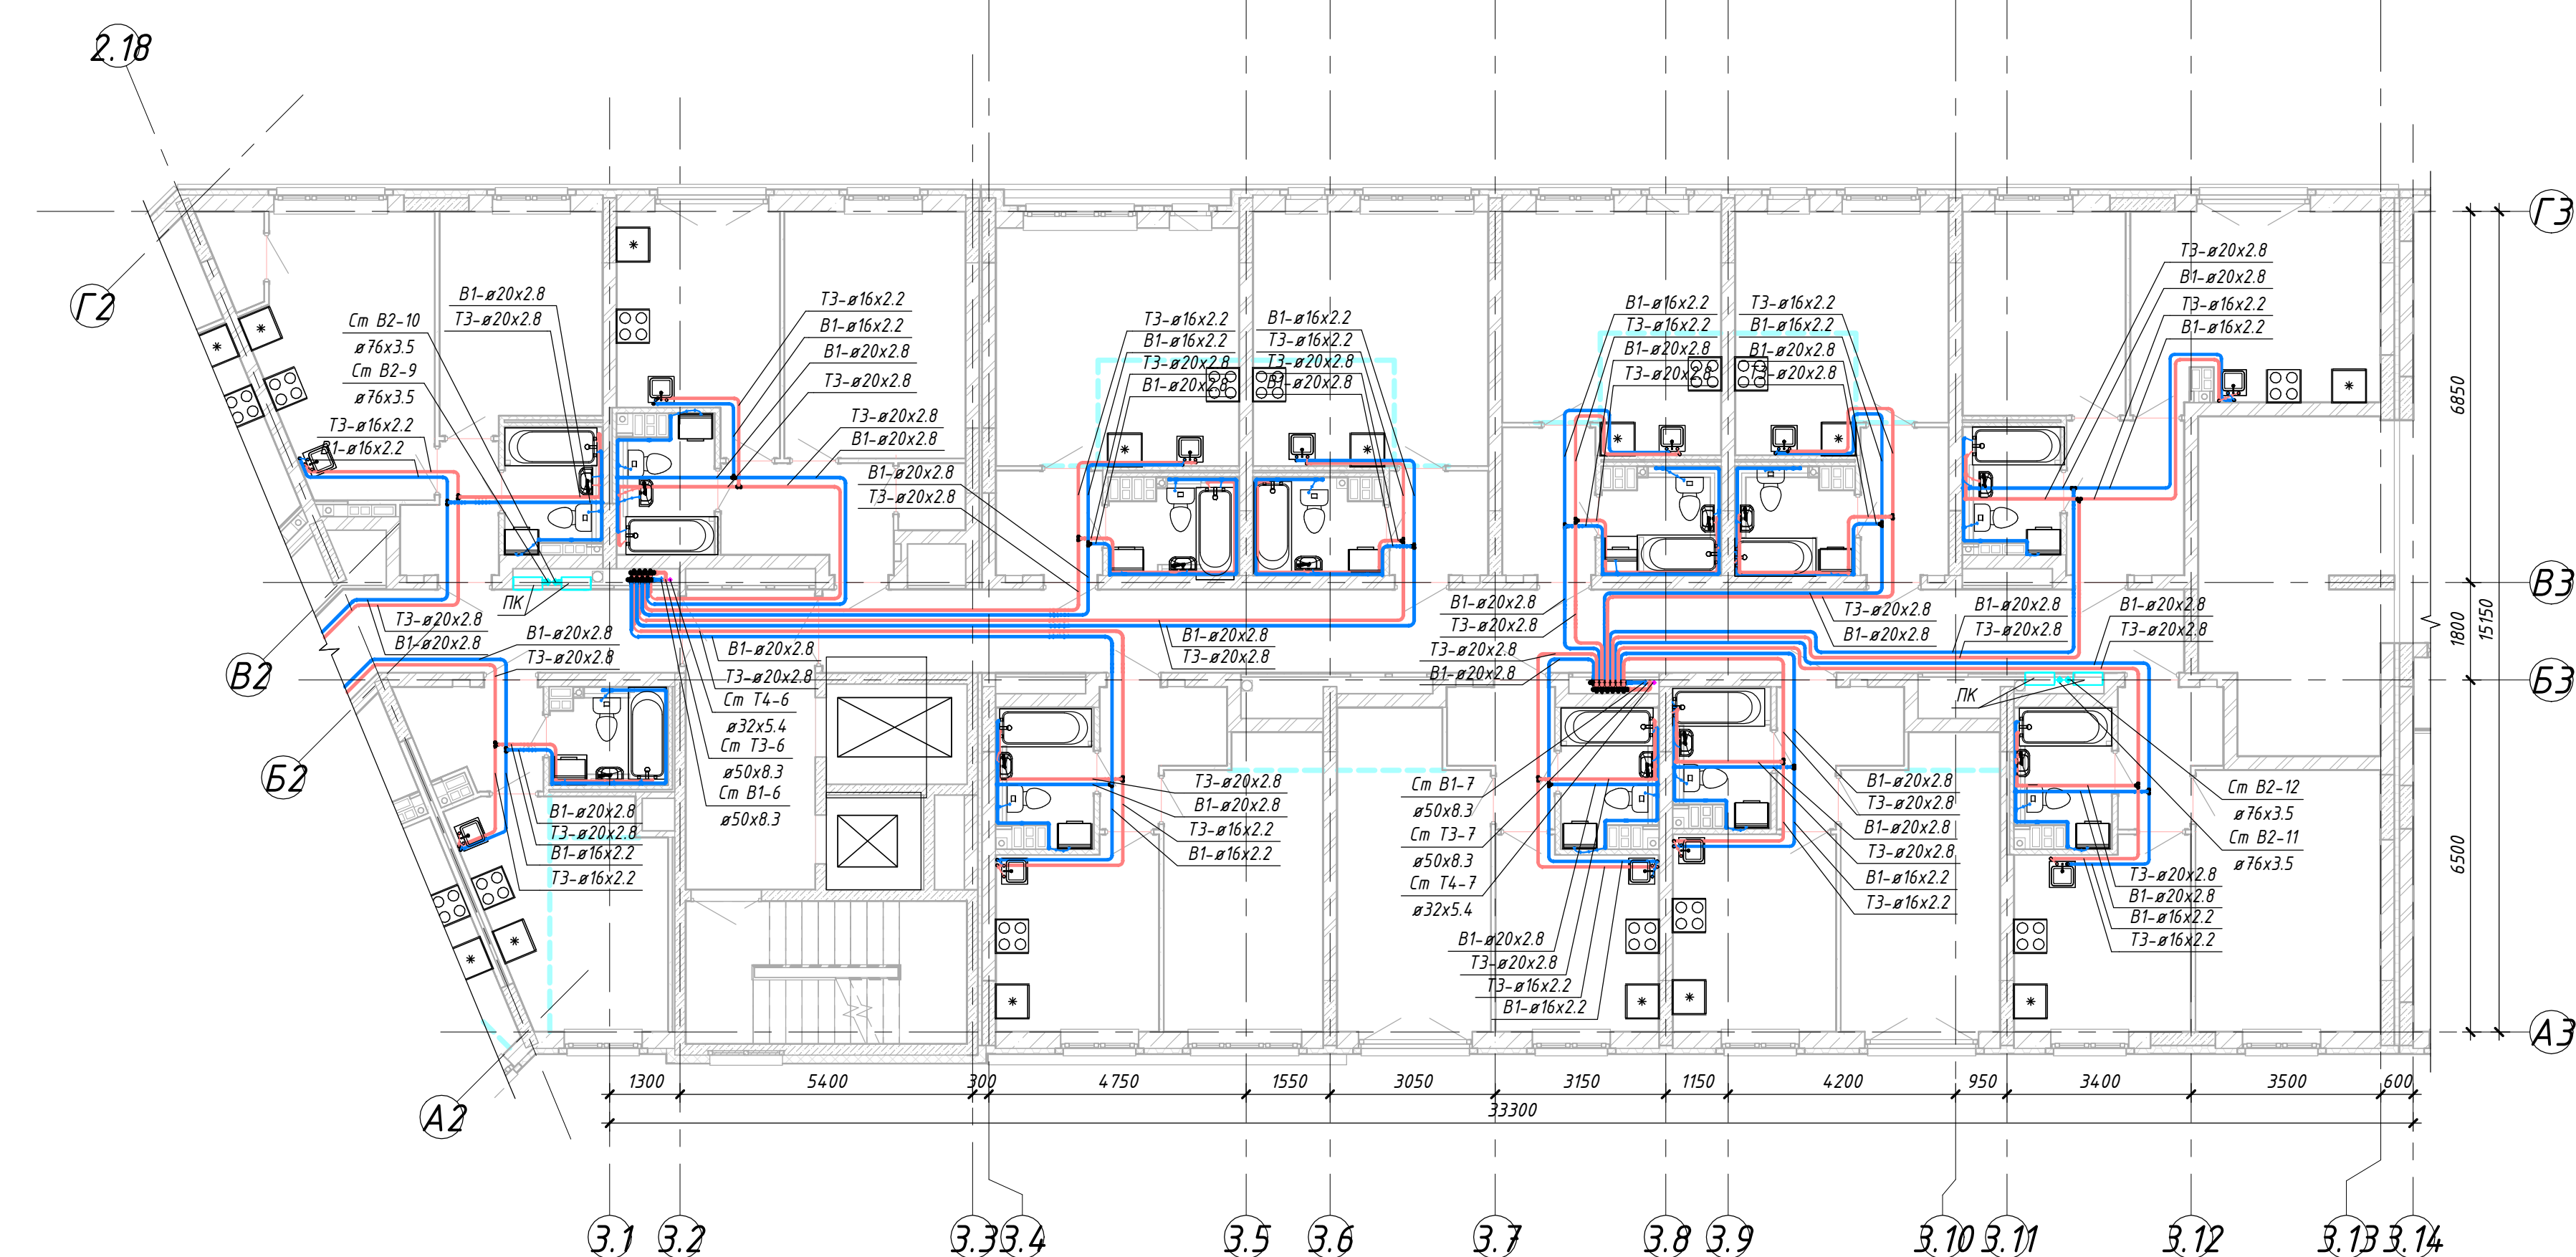 2.18
Г2
В2
Б2
А2
Г3
В3
Б3
А3
В1-ø20x2.8
Т3-ø20x2.8
Ст В2-10
ø76x3.5
Ст В2-9
ø76x3.5
Т3-ø16x2.2
В1-ø16x2.2
Т3-ø16x2.2
В1-ø16x2.2
В1-ø20x2.8
Т3-ø20x2.8
Т3-ø20x2.8
В1-ø20x2.8
В1-ø20x2.8
Т3-ø20x2.8
Т3-ø16x2.2
В1-ø16x2.2
Т3-ø20x2.8
В1-ø20x2.8
В1-ø16x2.2
Т3-ø16x2.2
Т3-ø20x2.8
В1-ø20x2.8
В1-ø16x2.2
Т3-ø16x2.2
В1-ø20x2.8
Т3-ø20x2.8
Т3-ø16x2.2
В1-ø16x2.2
В1-ø20x2.8
Т3-ø20x2.8
Т3-ø20x2.8
В1-ø20x2.8
Т3-ø16x2.2
В1-ø16x2.2
ПК
Т3-ø20x2.8
В1-ø20x2.8
В1-ø20x2.8
Т3-ø20x2.8
В1-ø20x2.8
Т3-ø20x2.8
Ст Т4-6
ø32x5.4
Ст Т3-6
ø50x8.3
Ст В1-6
ø50x8.3
В1-ø20x2.8
Т3-ø20x2.8
В1-ø20x2.8
Т3-ø20x2.8
Т3-ø20x2.8
В1-ø20x2.8
Т3-ø20x2.8
В1-ø20x2.8
В1-ø20x2.8
Т3-ø20x2.8
В1-ø20x2.8
Т3-ø20x2.8
ПК
В1-ø20x2.8
Т3-ø20x2.8
В1-ø16x2.2
Т3-ø16x2.2
Т3-ø20x2.8
В1-ø20x2.8
Т3-ø16x2.2
В1-ø16x2.2
Ст В1-7
ø50x8.3
Ст Т3-7
ø50x8.3
Ст Т4-7
ø32x5.4
В1-ø20x2.8
Т3-ø20x2.8
Т3-ø16x2.2
В1-ø16x2.2
В1-ø20x2.8
Т3-ø20x2.8
В1-ø20x2.8
Т3-ø20x2.8
В1-ø16x2.2
Т3-ø16x2.2
Ст В2-12
ø76x3.5
Ст В2-11
ø76x3.5
Т3-ø20x2.8
В1-ø20x2.8
В1-ø16x2.2
Т3-ø16x2.2
6850
1800
15150
6500
1300 5400 300 4750 1550 3050 3150 1150 4200 950 3400 3500 600
33300
3.1 3.2 3.3 3.4 3.5 3.6 3.7 3.8 3.9 3.10 3.11 3.12 3.13 3.14